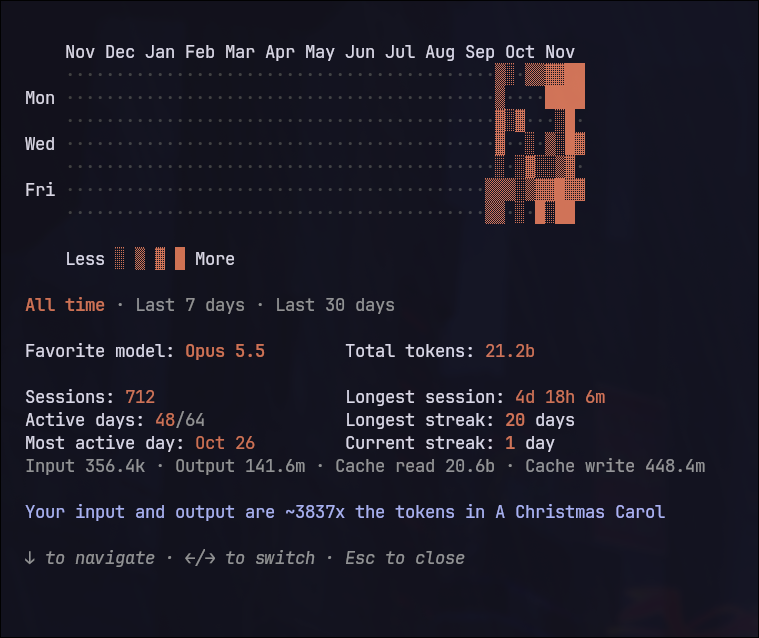 Nov Dec Jan Feb Mar Apr May Jun Jul Aug Sep Oct Nov
Mon
Wed
Fri
Less ░ ▒ ▓ █ More
All time · Last 7 days · Last 30 days
Favorite model: Opus 5.5 Total tokens: 21.2b
Sessions: 712 Longest session: 4d 18h 6m
Active days: 48/64 Longest streak: 20 days
Most active day: Oct 26 Current streak: 1 day
Input 356.4k · Output 141.6m · Cache read 20.6b · Cache write 448.4m
Your input and output are ~3837x the tokens in A Christmas Carol
↓ to navigate · ←/→ to switch · Esc to close